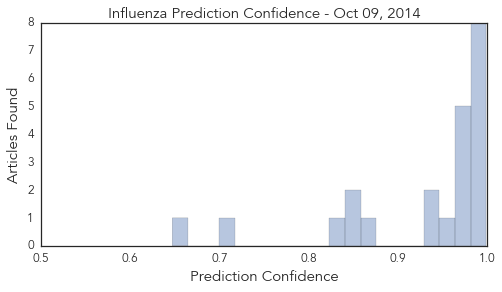 Influenza Prediction Confidence - Oct 09, 2014
8
7
6
5
4
3
2
1
0
Articles Found
0.5 0.6 0.7 0.8 0.9 1.0
Prediction Confidence